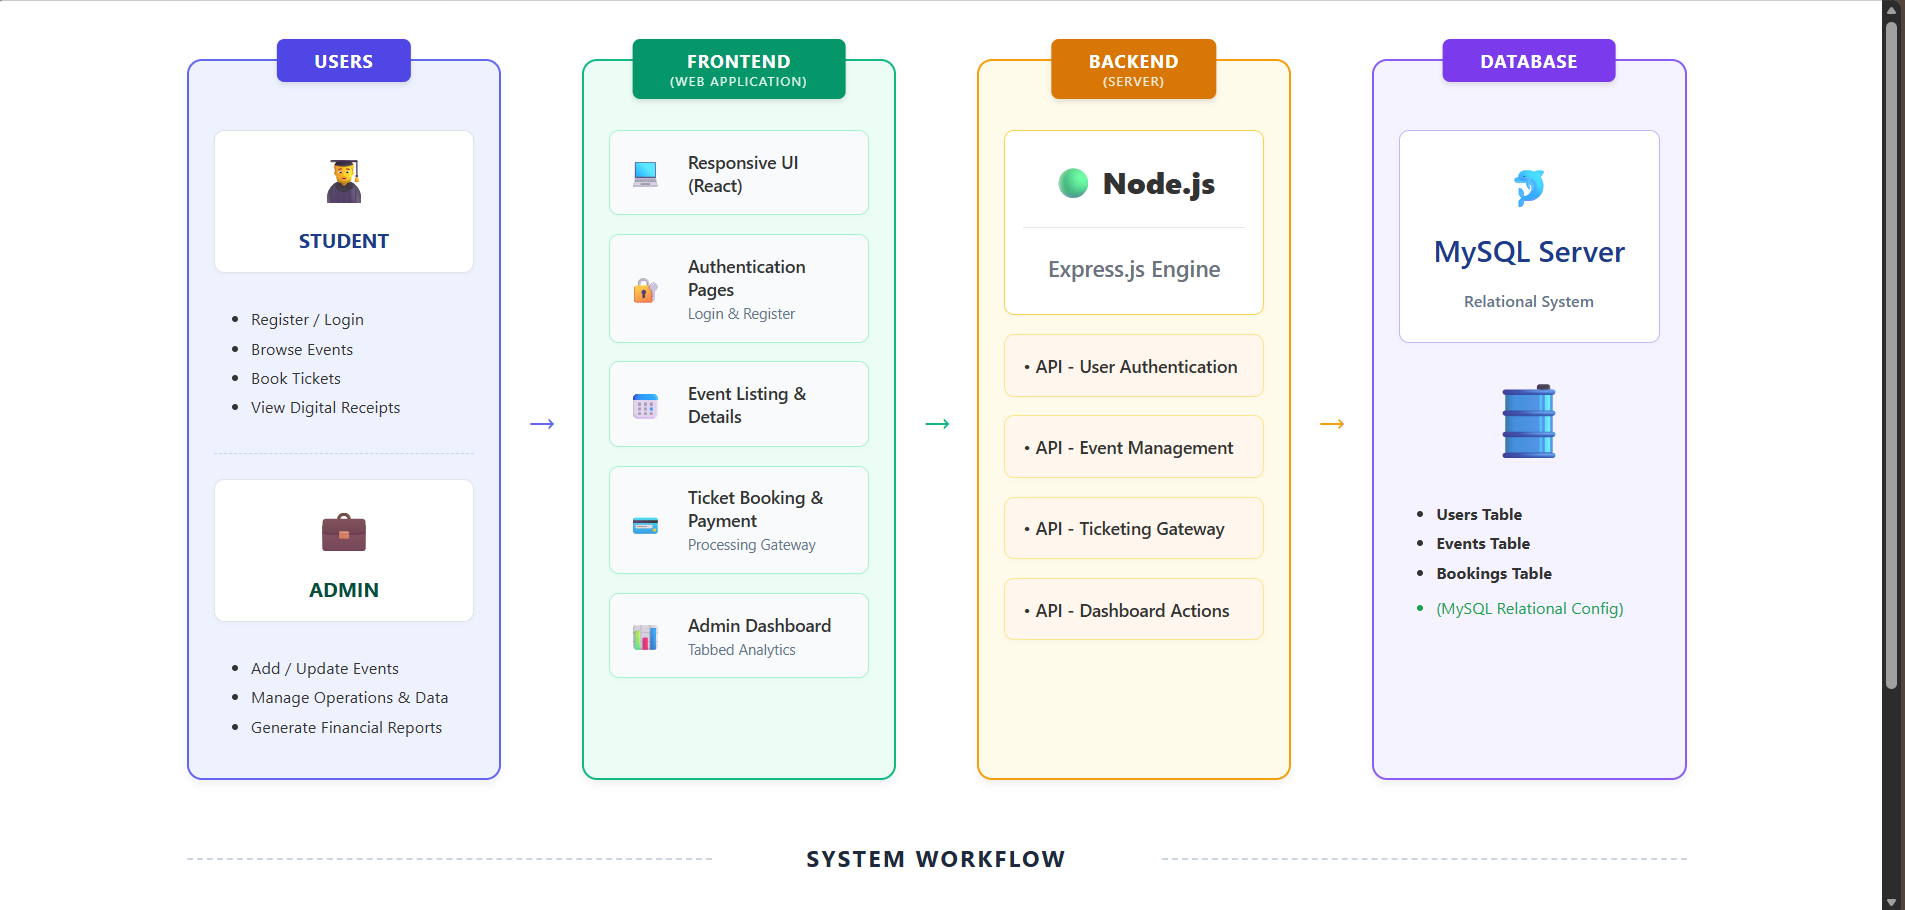 USERS
STUDENT
• Register / Login
• Browse Events
• Book Tickets
• View Digital Receipts
ADMIN
• Add / Update Events
• Manage Operations & Data
• Generate Financial Reports
→
FRONTEND
(WEB APPLICATION)
Responsive UI
(React)
Authentication
Pages
Login & Register
Event Listing &
Details
Ticket Booking &
Payment
Processing Gateway
Admin Dashboard
Tabbed Analytics
→
BACKEND
(SERVER)
Node.js
Express.js Engine
• API - User Authentication
• API - Event Management
• API - Ticketing Gateway
• API - Dashboard Actions
→
DATABASE
MySQL Server
Relational System
• Users Table
• Events Table
• Bookings Table
• (MySQL Relational Config)
SYSTEM WORKFLOW